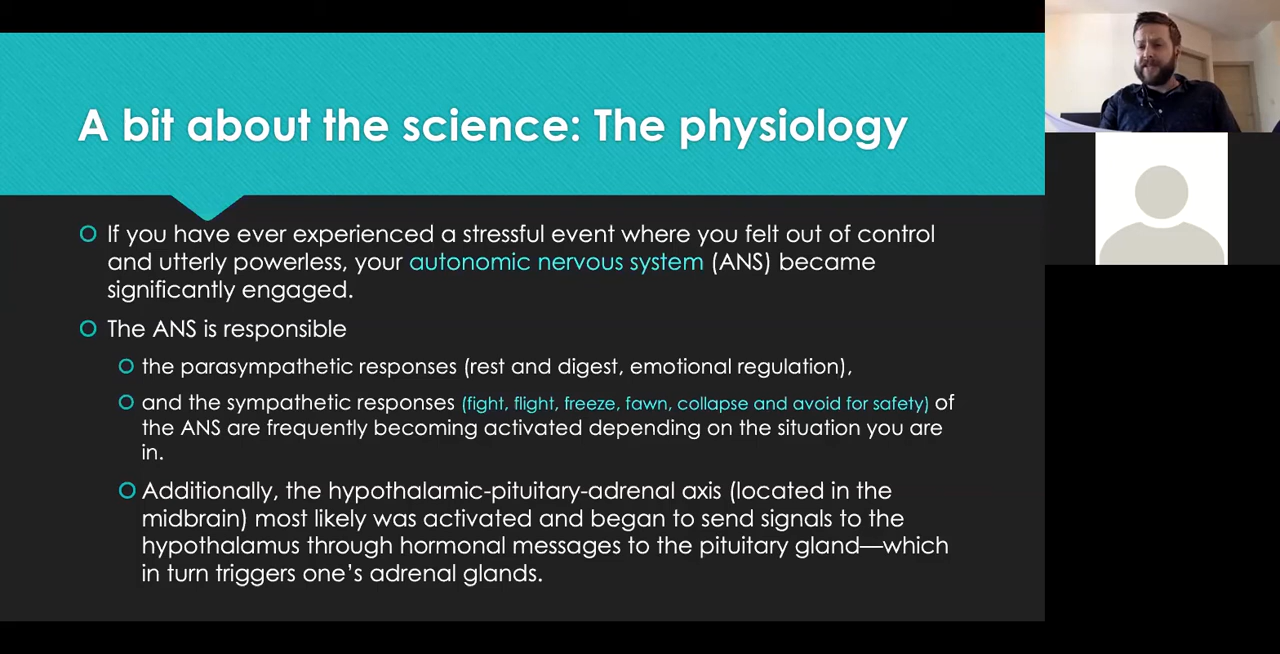 A bit about the science: The physiology
If you have ever experienced a stressful event where you felt out of control
and utterly powerless, your autonomic nervous system (ANS) became
significantly engaged.
The ANS is responsible
the parasympathetic responses (rest and digest, emotional regulation),
and the sympathetic responses (fight, flight, freeze, fawn, collapse and avoid for safety) of
the ANS are frequently becoming activated depending on the situation you are
in.
Additionally, the hypothalamic-pituitary-adrenal axis (located in the
midbrain) most likely was activated and began to send signals to the
hypothalamus through hormonal messages to the pituitary gland—which
in turn triggers one’s adrenal glands.